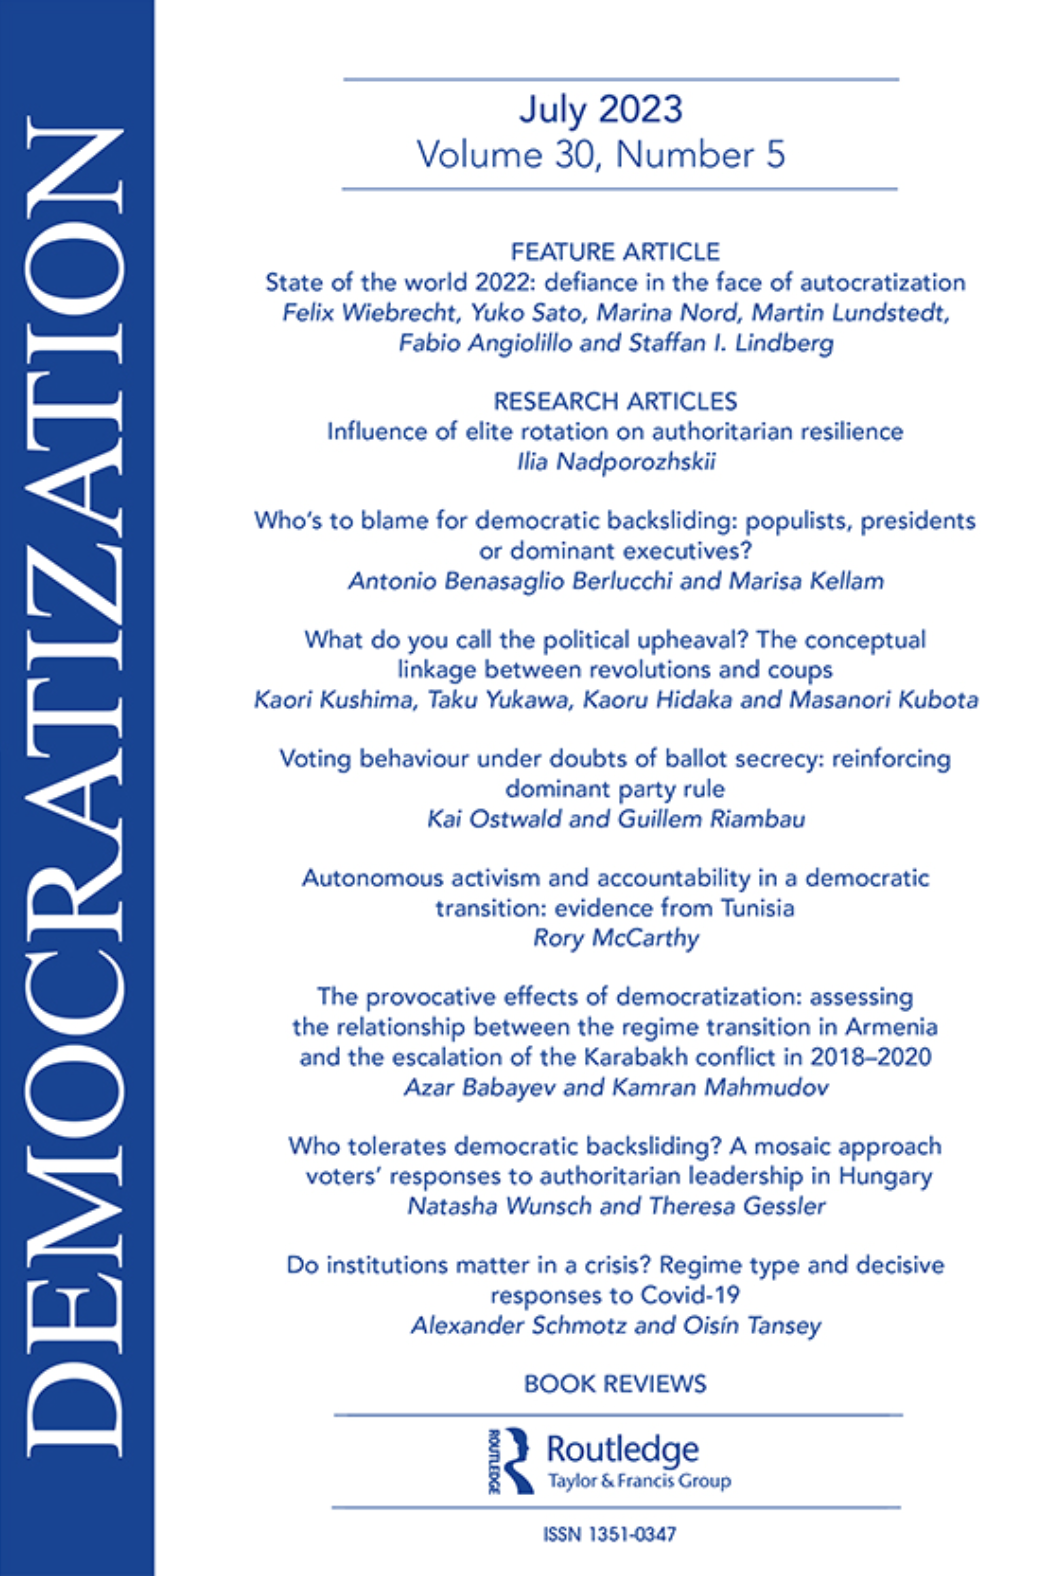 DEMOCRATIZATION
July 2023
Volume 30, Number 5
FEATURE ARTICLE
State of the world 2022: defiance in the face of autocratization
Felix Wiebrecht, Yuko Sato, Marina Nord, Martin Lundstedt,
Fabio Angiolillo and Staffan I. Lindberg
RESEARCH ARTICLES
Influence of elite rotation on authoritarian resilience
Ilia Nadporozhskii
Who's to blame for democratic backsliding: populists, presidents
or dominant executives?
Antonio Benasaglio Berlucchi and Marisa Kellam
What do you call the political upheaval? The conceptual
linkage between revolutions and coups
Kaori Kushima, Taku Yukawa, Kaoru Hidaka and Masanori Kubota
Voting behaviour under doubts of ballot secrecy: reinforcing
dominant party rule
Kai Ostwald and Guillem Riambau
Autonomous activism and accountability in a democratic
transition: evidence from Tunisia
Rory McCarthy
The provocative effects of democratization: assessing
the relationship between the regime transition in Armenia
and the escalation of the Karabakh conflict in 2018–2020
Azar Babayev and Kamran Mahmudov
Who tolerates democratic backsliding? A mosaic approach
voters' responses to authoritarian leadership in Hungary
Natasha Wunsch and Theresa Gessler
Do institutions matter in a crisis? Regime type and decisive
responses to Covid-19
Alexander Schmotz and Oisín Tansey
BOOK REVIEWS
ROUTLEDGE
Routledge
Taylor & Francis Group
ISSN 1351-0347